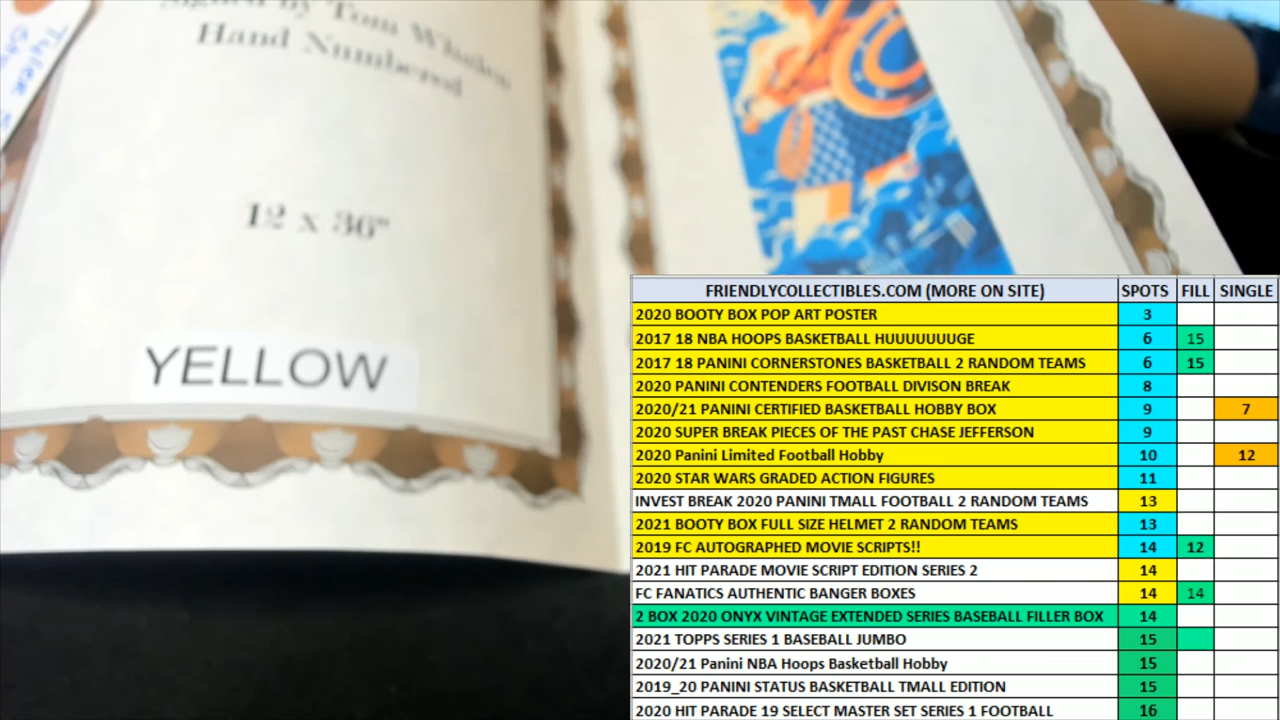 Signed by Tom Whalen
Hand Numbered
12 x 36"
YELLOW
FRIENDLYCOLLECTIBLES.COM (MORE ON SITE) SPOTS FILL SINGLE
2020 BOOTY BOX POP ART POSTER 3
2017 18 NBA HOOPS BASKETBALL HUUUUUUUGE 6 15
2017 18 PANINI CORNERSTONES BASKETBALL 2 RANDOM TEAMS 6 15
2020 PANINI CONTENDERS FOOTBALL DIVISON BREAK 8
2020/21 PANINI CERTIFIED BASKETBALL HOBBY BOX 9 7
2020 SUPER BREAK PIECES OF THE PAST CHASE JEFFERSON 9
2020 Panini Limited Football Hobby 10 12
2020 STAR WARS GRADED ACTION FIGURES 11
INVEST BREAK 2020 PANINI TMALL FOOTBALL 2 RANDOM TEAMS 13
2021 BOOTY BOX FULL SIZE HELMET 2 RANDOM TEAMS 13
2019 FC AUTOGRAPHED MOVIE SCRIPTS!! 14 12
2021 HIT PARADE MOVIE SCRIPT EDITION SERIES 2 14
FC FANATICS AUTHENTIC BANGER BOXES 14 14
2 BOX 2020 ONYX VINTAGE EXTENDED SERIES BASEBALL FILLER BOX 14
2021 TOPPS SERIES 1 BASEBALL JUMBO 15
2020/21 Panini NBA Hoops Basketball Hobby 15
2019_20 PANINI STATUS BASKETBALL TMALL EDITION 15
2020 HIT PARADE 19 SELECT MASTER SET SERIES 1 FOOTBALL 16